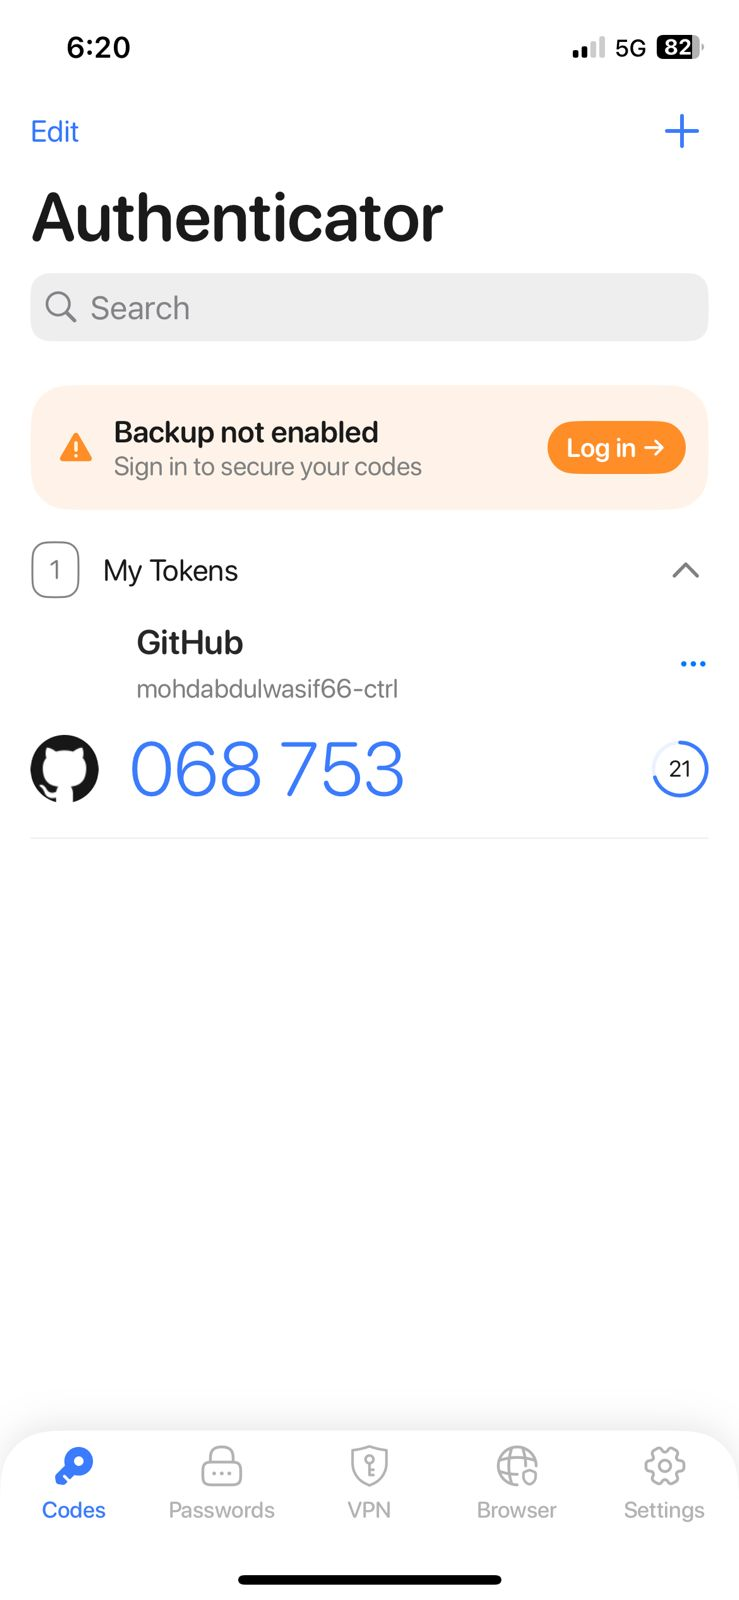 6:20
5G 82
Edit
Authenticator
Search
Backup not enabled
Sign in to secure your codes
Log in →
1 My Tokens
GitHub
mohdabdulwasif66-ctrl
068 753
21
Codes Passwords VPN Browser Settings